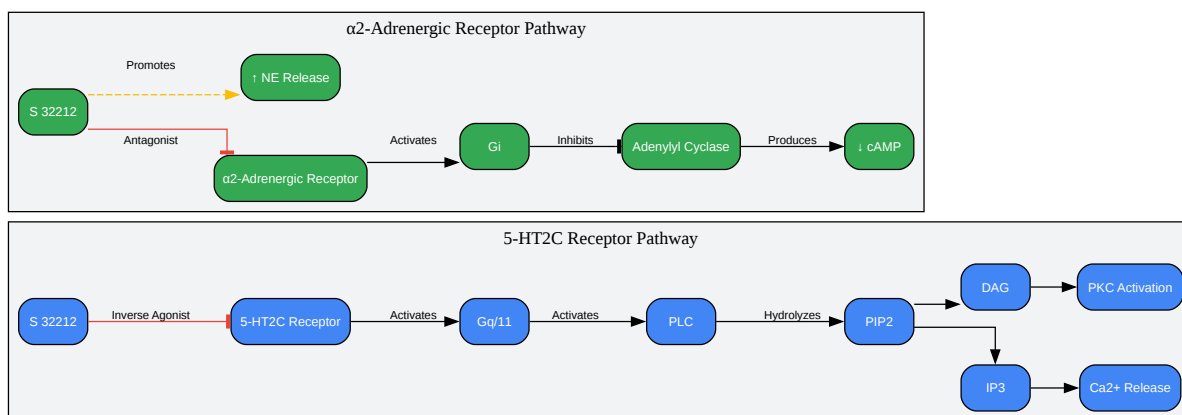 α2-Adrenergic Receptor Pathway
Promotes
↑ NE Release
S 32212
Antagonist
α2-Adrenergic Receptor
Activates
Gi
Inhibits
Adenylyl Cyclase
Produces
↓ cAMP
5-HT2C Receptor Pathway
S 32212
Inverse Agonist
5-HT2C Receptor
Activates
Gq/11
Activates
PLC
Hydrolyzes
PIP2
DAG
PKC Activation
IP3
Ca2+ Release